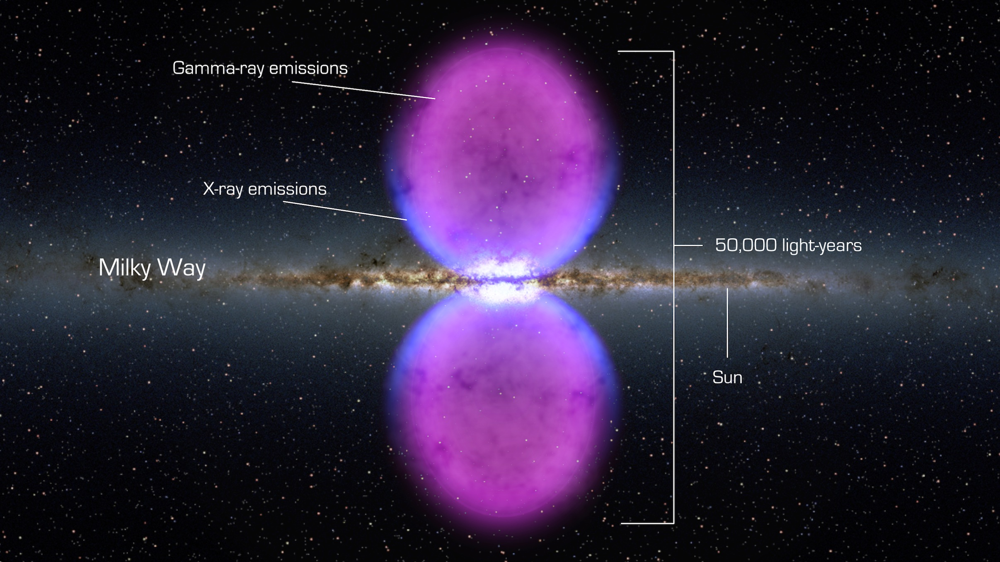 Gamma-ray emissions
X-ray emissions
50,000 light-years
Milky Way
Sun